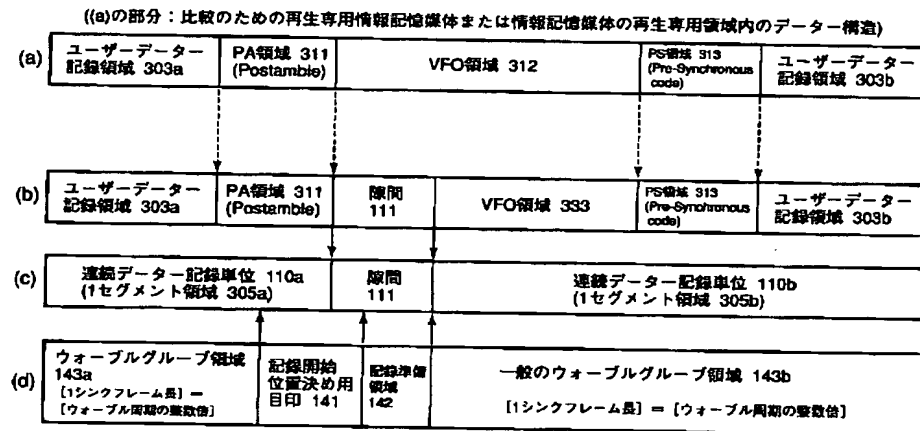 ((a)の部分：比較のための再生専用情報記憶媒体または情報記憶媒体の再生専用領域内のデーター構造)
(a)
ユーザーデーター
記録領域 303a
PA領域 311
(Postamble)
VFO領域 312
PS領域 313
(Pre-Synchronous
code)
ユーザーデーター
記録領域 303b
(b)
ユーザーデーター
記録領域 303a
PA領域 311
(Postamble)
隙間
111
VFO領域 333
PS領域 313
(Pre-Synchronous
code)
ユーザーデーター
記録領域 303b
(c)
連続データー記録単位 110a
(1セグメント領域 305a)
隙間
111
連続データー記録単位 110b
(1セグメント領域 305b)
(d)
ウォーブルグルーブ領域
143a
[1シンクフレーム長] ＝
[ウォーブル周期の整数倍]
記録開始
位置決め用
目印 141
記録準備
領域
142
一般のウォーブルグルーブ領域 143b
[1シンクフレーム長] ＝ [ウォーブル周期の整数倍]